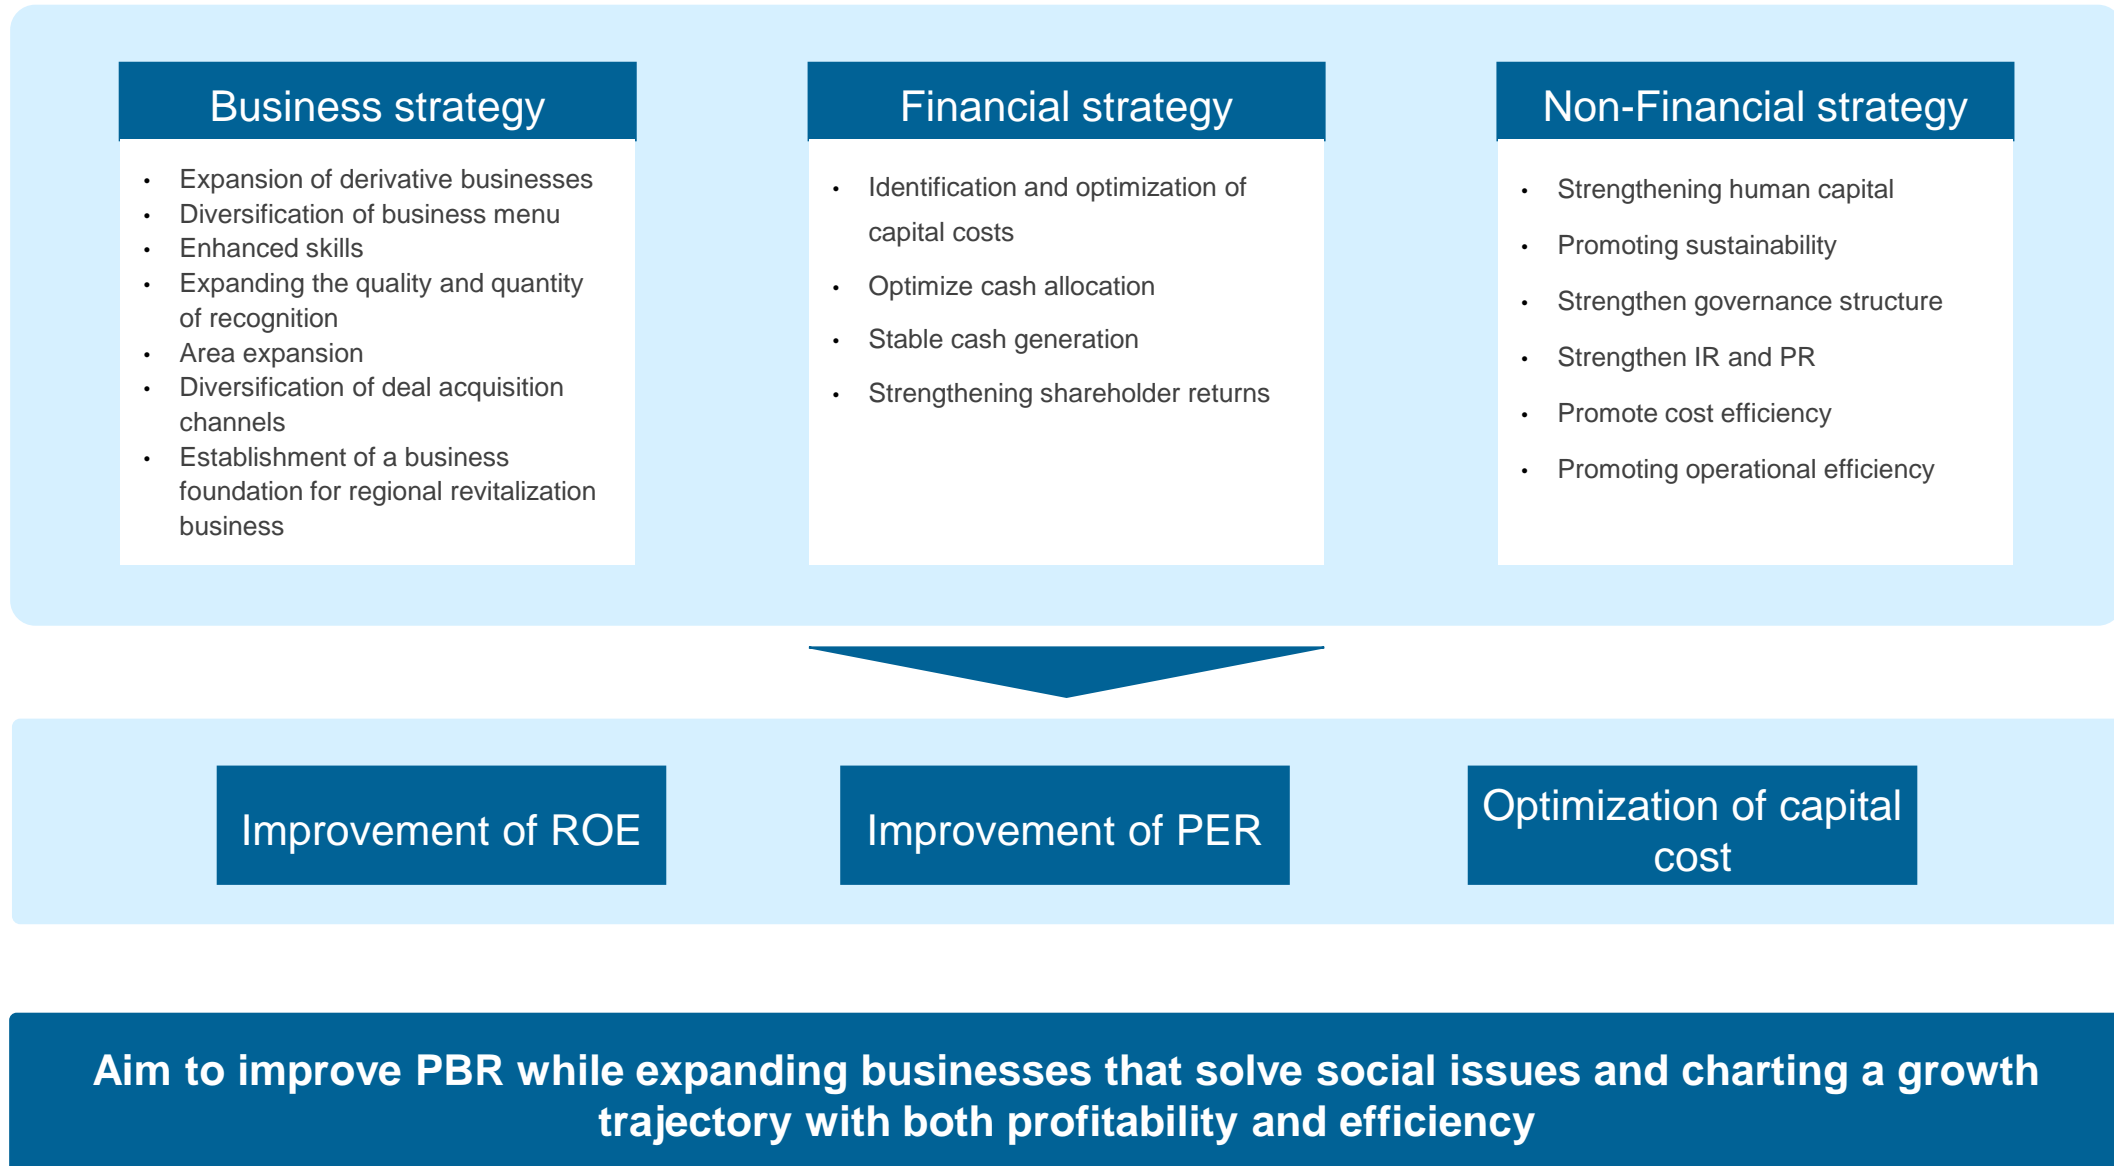 Business strategy
• Expansion of derivative businesses
• Diversification of business menu
• Enhanced skills
• Expanding the quality and quantity
of recognition
• Area expansion
• Diversification of deal acquisition
channels
• Establishment of a business
foundation for regional revitalization
business
Financial strategy
• Identification and optimization of
capital costs
• Optimize cash allocation
• Stable cash generation
• Strengthening shareholder returns
Non-Financial strategy
• Strengthening human capital
• Promoting sustainability
• Strengthen governance structure
• Strengthen IR and PR
• Promote cost efficiency
• Promoting operational efficiency
Improvement of ROE
Improvement of PER
Optimization of capital
cost
Aim to improve PBR while expanding businesses that solve social issues and charting a growth
trajectory with both profitability and efficiency